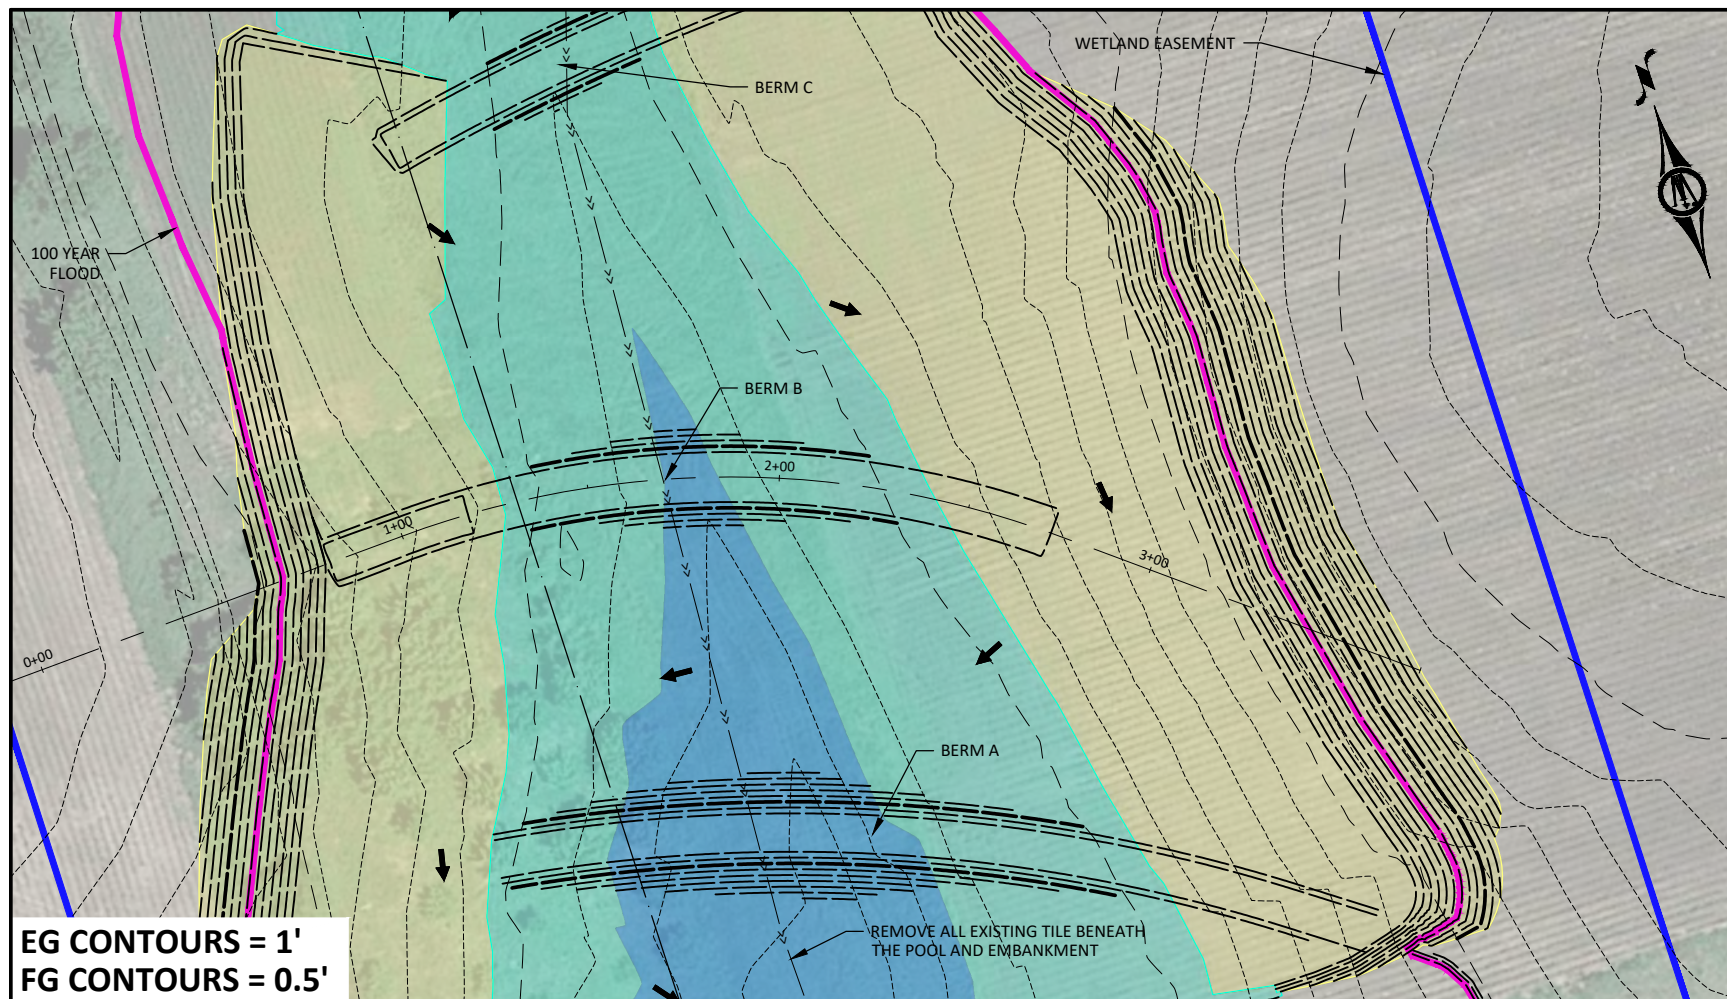 WETLAND EASEMENT
BERM C
100 YEAR
FLOOD
BERM B
2+00
1+00
3+00
0+00
BERM A
REMOVE ALL EXISTING TILE BENEATH
THE POOL AND EMBANKMENT
EG CONTOURS = 1'
FG CONTOURS = 0.5'